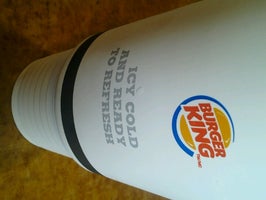 ICY COLD
AND READY
TO REFRESH
BURGER
KING